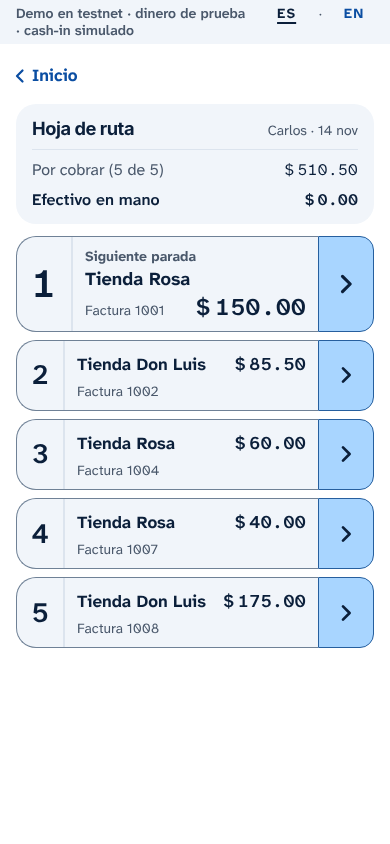 Demo en testnet · dinero de prueba
· cash-in simulado
ES · EN
Inicio
Hoja de ruta Carlos · 14 nov
Por cobrar (5 de 5) $510.50
Efectivo en mano $0.00
1
Siguiente parada
Tienda Rosa
Factura 1001 $150.00
2
Tienda Don Luis $85.50
Factura 1002
3
Tienda Rosa $60.00
Factura 1004
4
Tienda Rosa $40.00
Factura 1007
5
Tienda Don Luis $175.00
Factura 1008